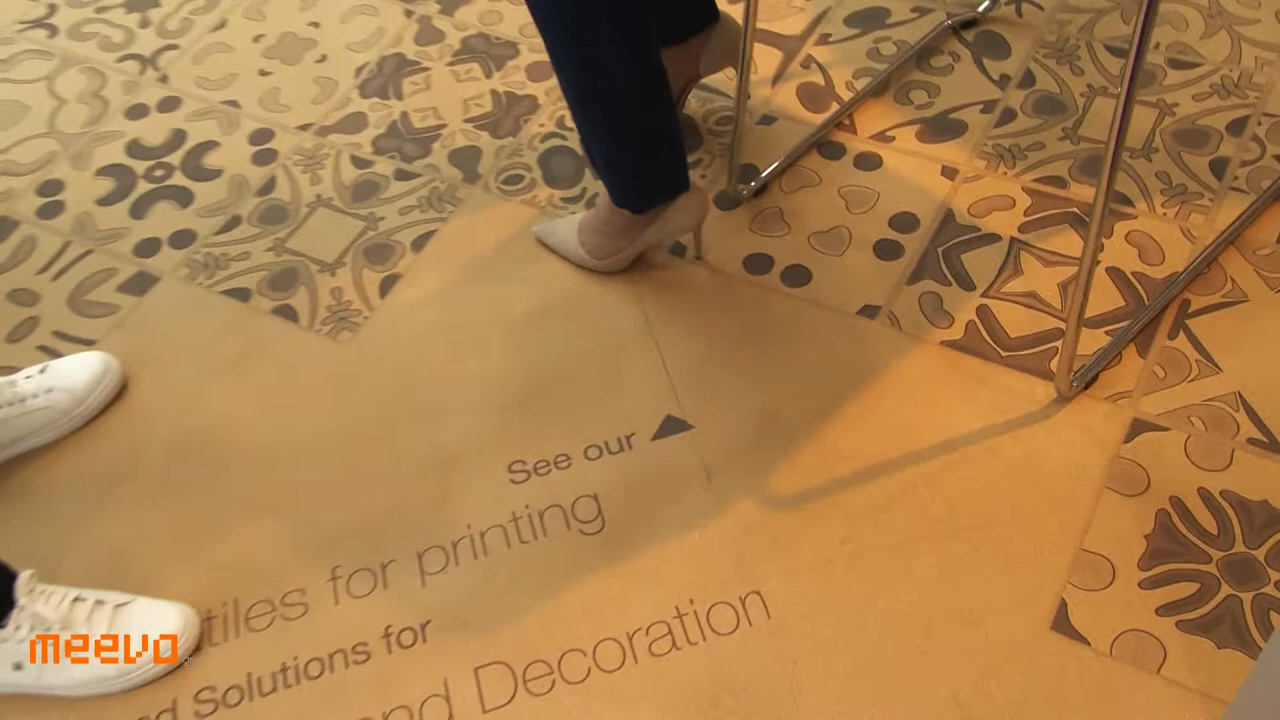 See our
tiles for printing
Solutions for
Decoration
meevo